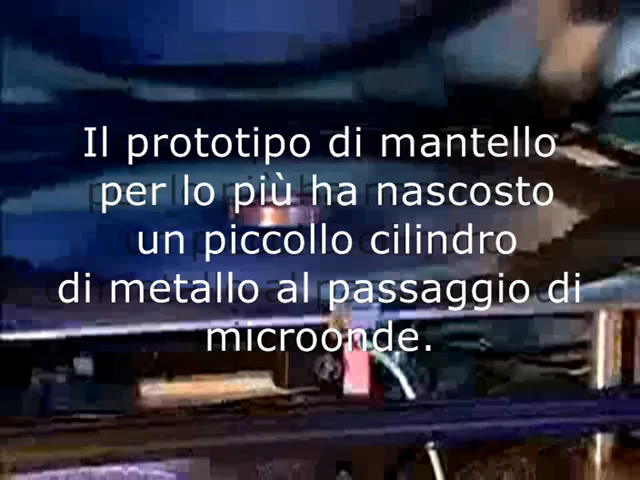 Il prototipo di mantello
per lo più ha nascosto
un piccollo cilindro
di metallo al passaggio di
microonde.